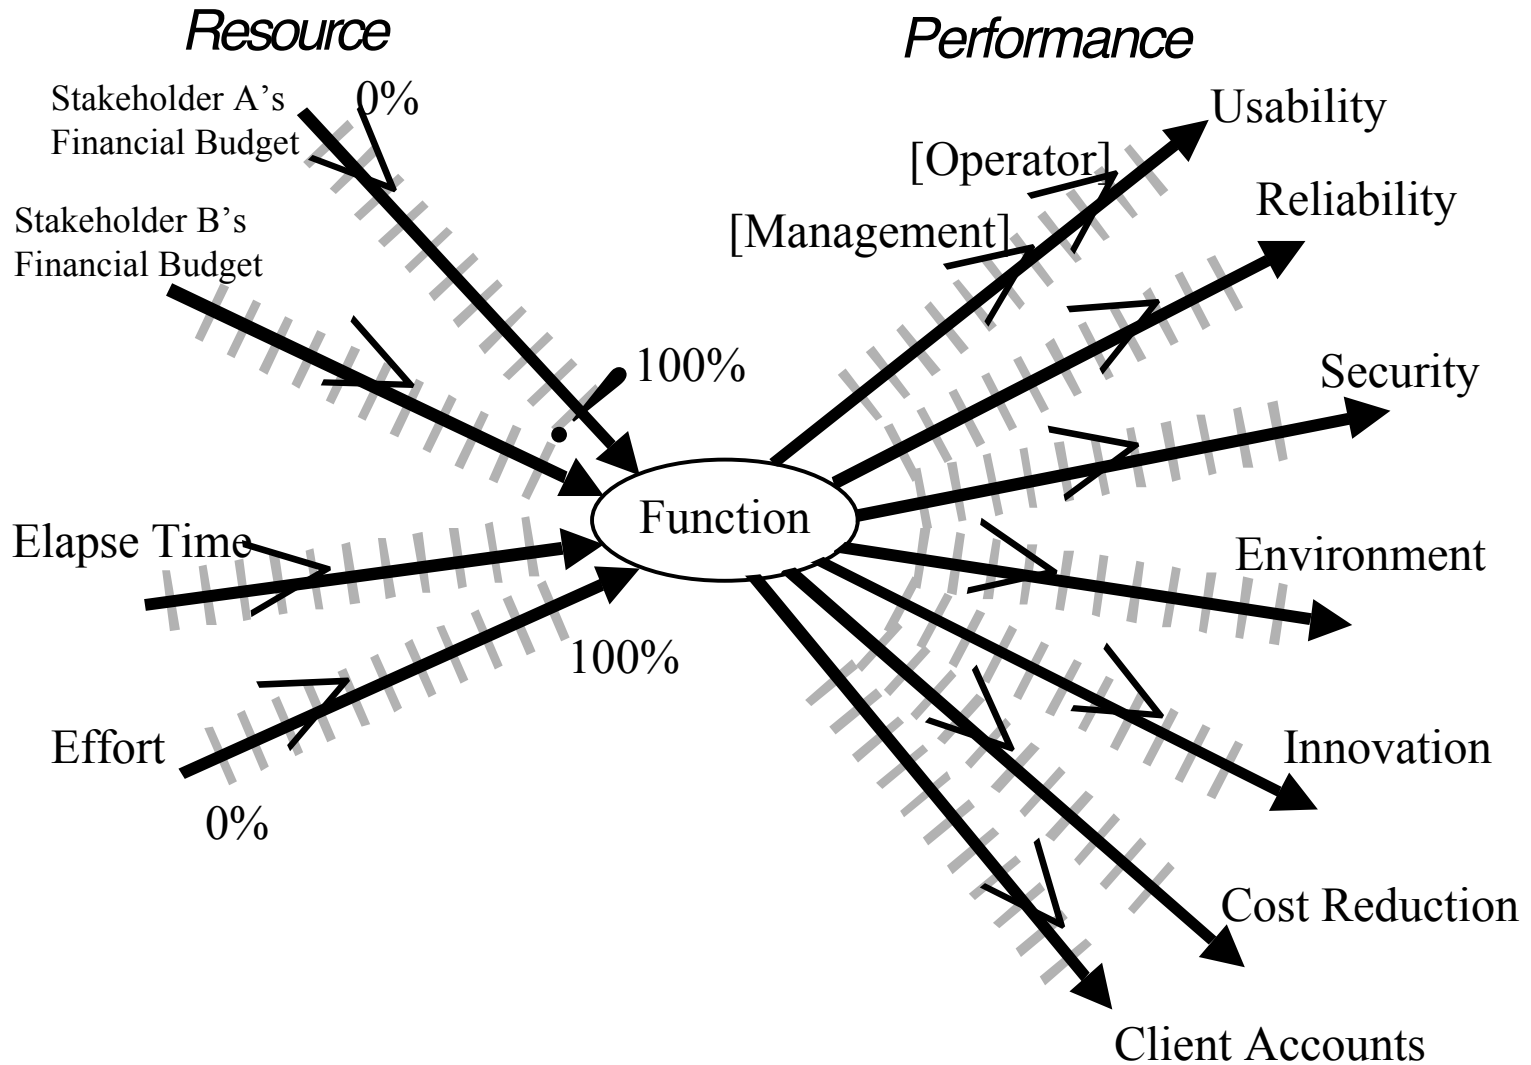 Resource
Performance
Stakeholder A's
Financial Budget
0%
Usability
[Operator]
Reliability
Stakeholder B's
Financial Budget
[Management]
100%
Security
Function
Elapse Time
Environment
100%
Effort
0%
Innovation
Cost Reduction
Client Accounts